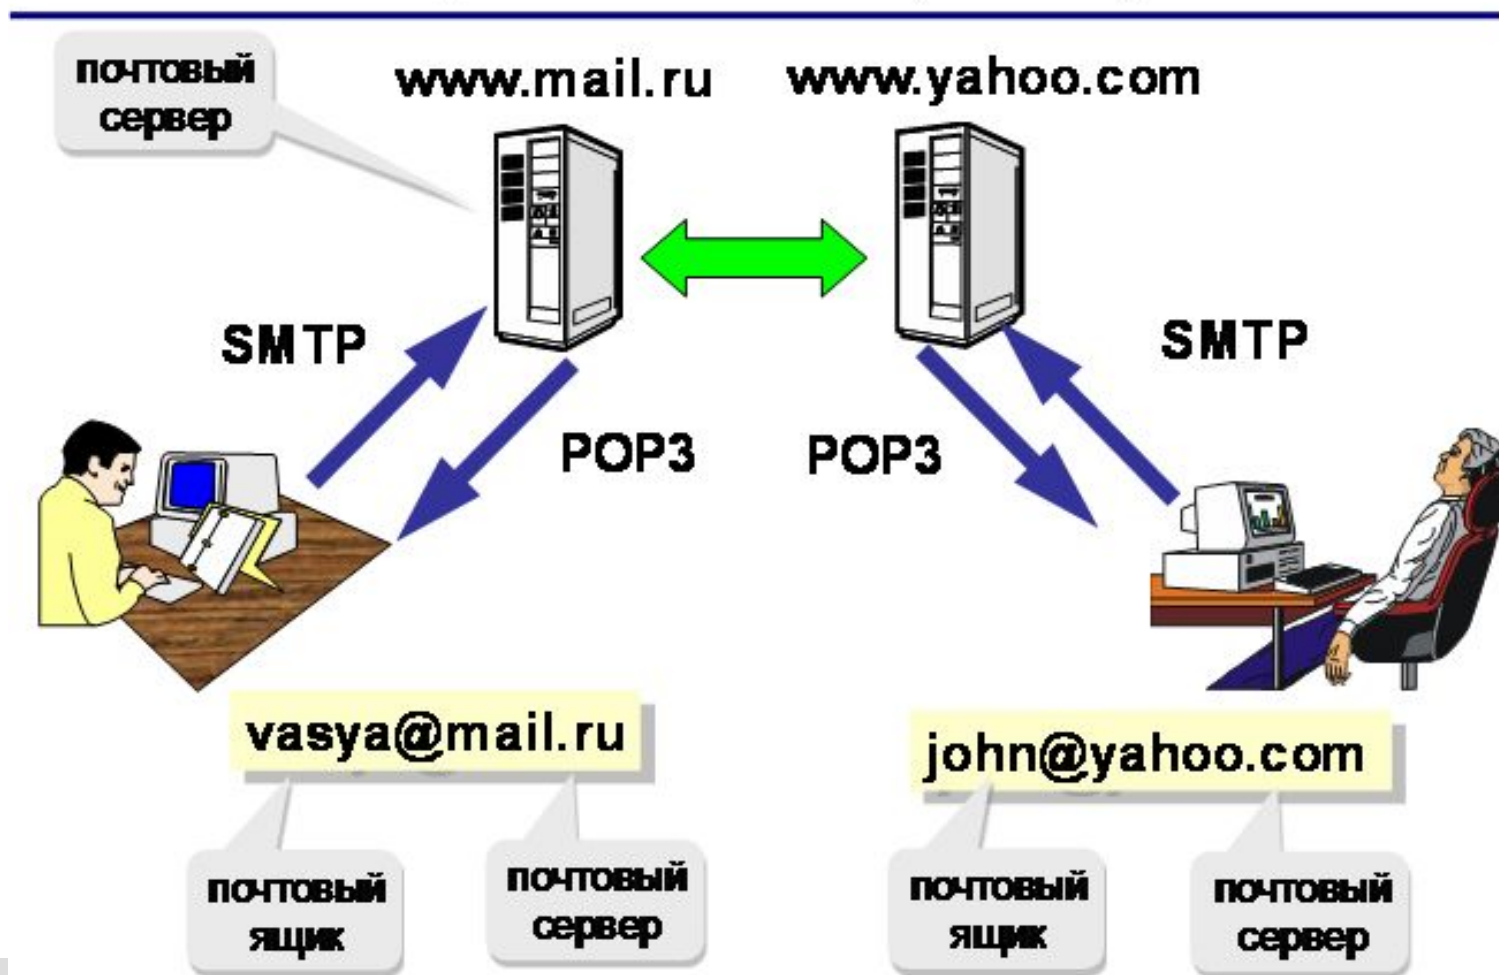 почтовый
сервер
www.mail.ru
www.yahoo.com
SMTP
SMTP
POP3
POP3
vasya@mail.ru
john@yahoo.com
почтовый
ящик
почтовый
сервер
почтовый
ящик
почтовый
сервер